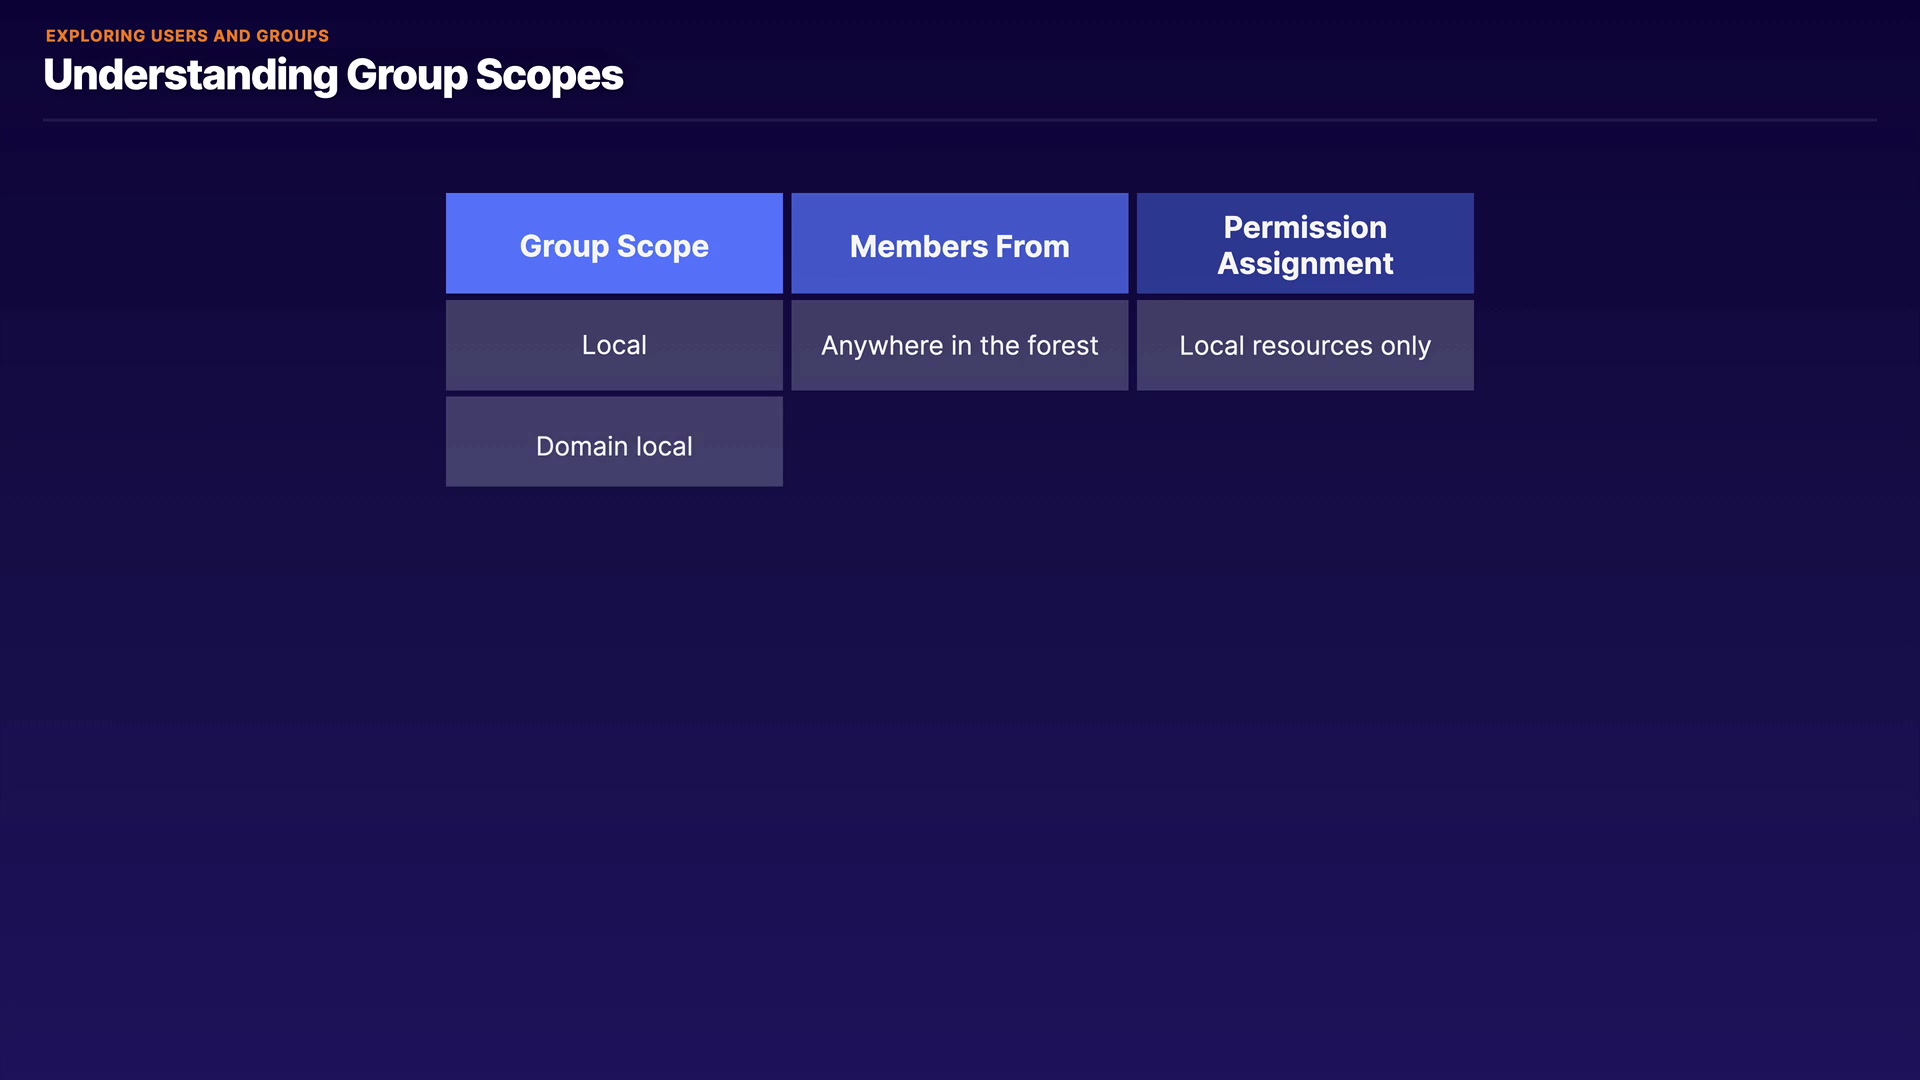 EXPLORING USERS AND GROUPS
Understanding Group Scopes
Group Scope
Members From
Permission
Assignment
Local
Anywhere in the forest
Local resources only
Domain local